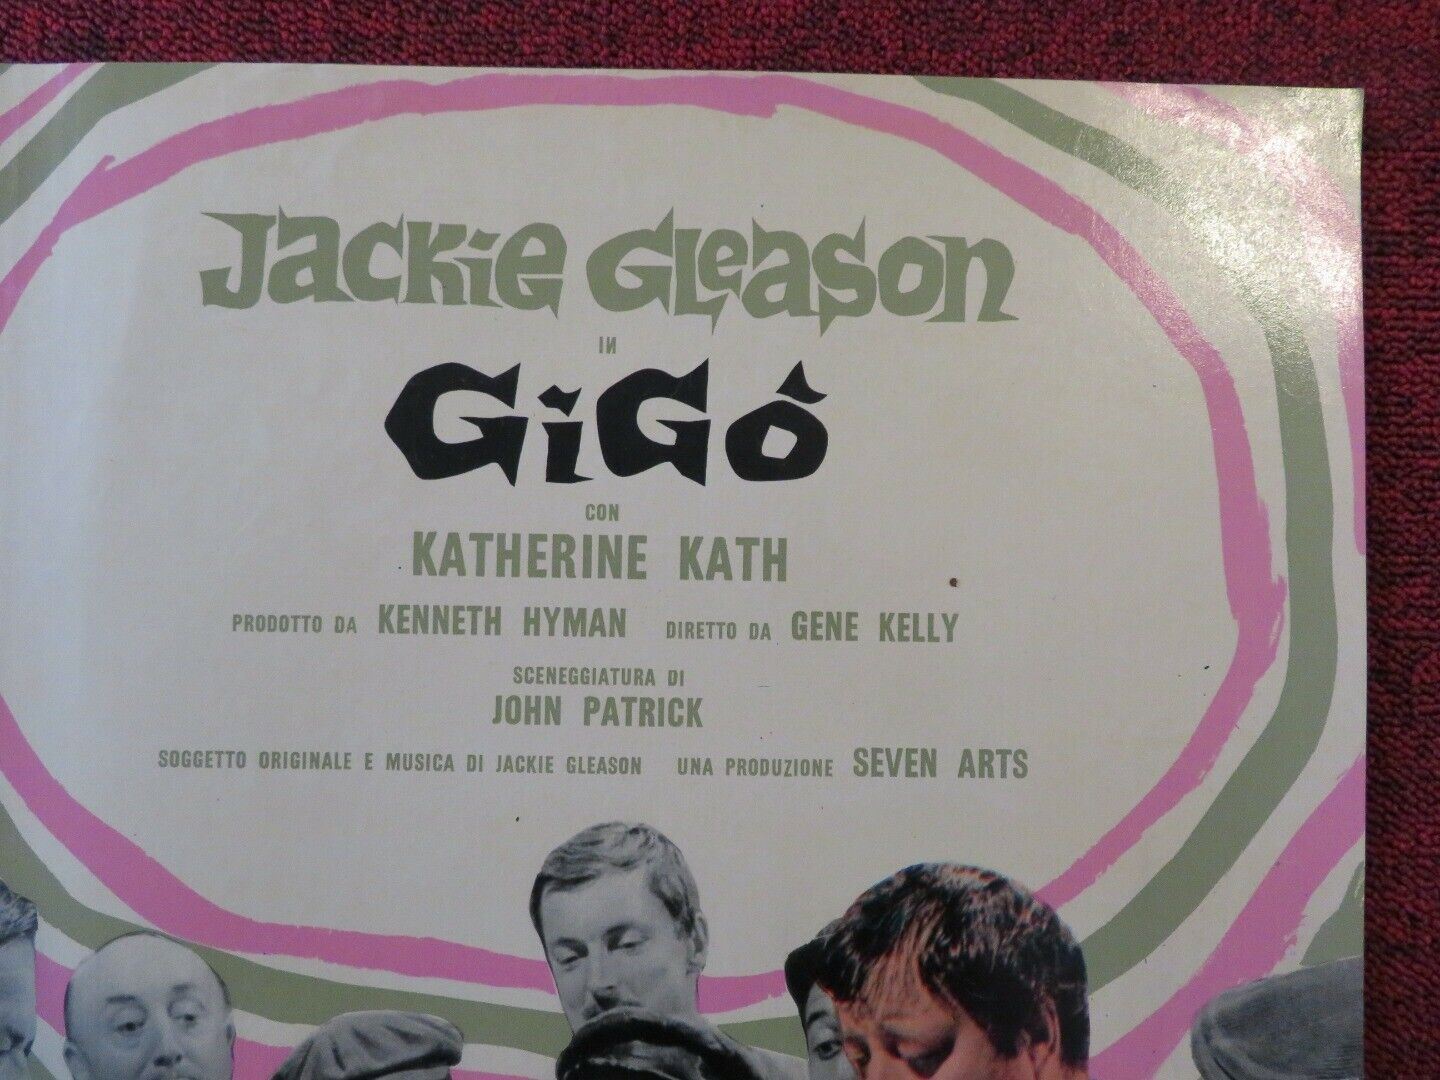 Jackie Gleason
IN
GiGô
CON
KATHERINE KATH
PRODOTTO DA KENNETH HYMAN DIRETTO DA GENE KELLY
SCENEGGIATURA DI
JOHN PATRICK
SOGGETTO ORIGINALE E MUSICA DI JACKIE GLEASON UNA PRODUZIONE SEVEN ARTS